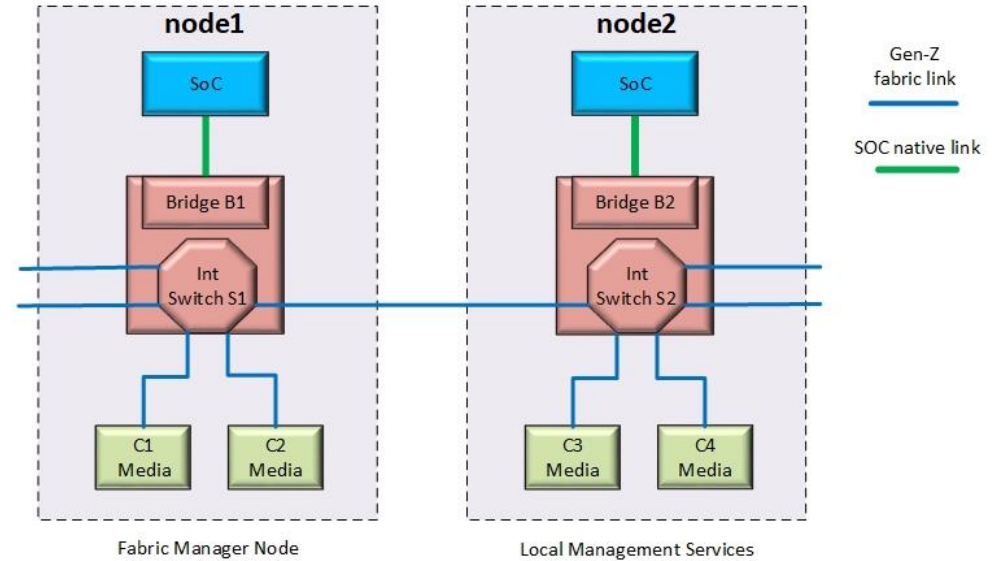 node1
node2
SoC
SoC
Gen-Z
fabric link
SOC native link
Bridge B1
Bridge B2
Int
Switch S1
Int
Switch S2
C1
Media
C2
Media
C3
Media
C4
Media
Fabric Manager Node
Local Management Services